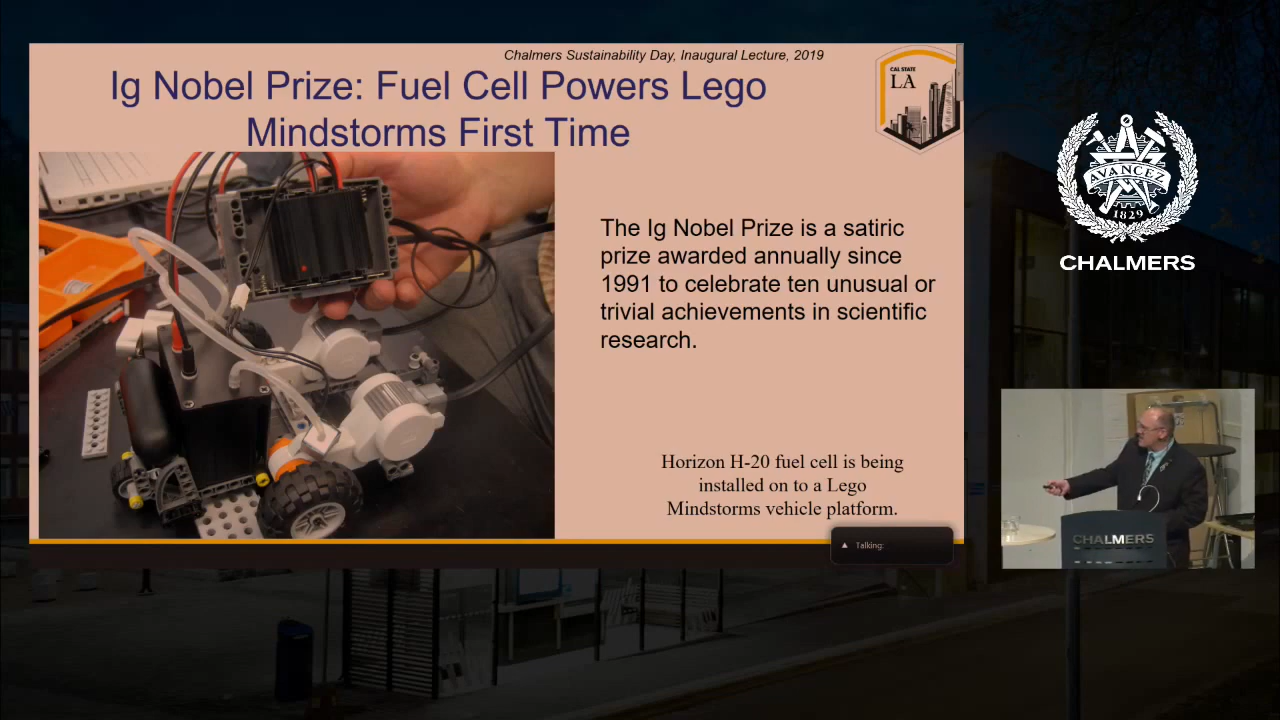 Chalmers Sustainability Day, Inaugural Lecture, 2019
Ig Nobel Prize: Fuel Cell Powers Lego
Mindstorms First Time
CAL STATE
LA
The Ig Nobel Prize is a satiric
prize awarded annually since
1991 to celebrate ten unusual or
trivial achievements in scientific
research.
Horizon H-20 fuel cell is being
installed on to a Lego
Mindstorms vehicle platform.
Talking:
AVANCEZ
1829
CHALMERS
CHALMERS